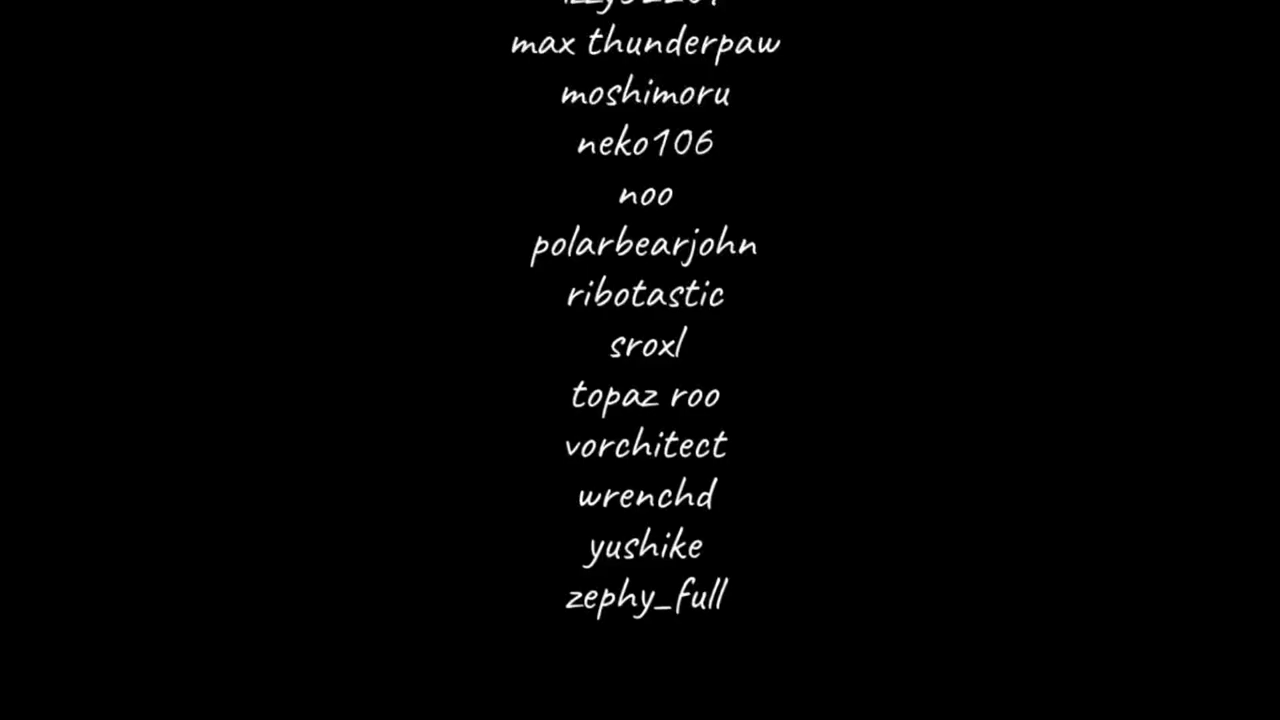 max thunderpaw
moshimoru
neko106
noo
polarbearjohn
ribotastic
sroxl
topaz roo
vorchitect
wrenchd
yushike
zephy_full